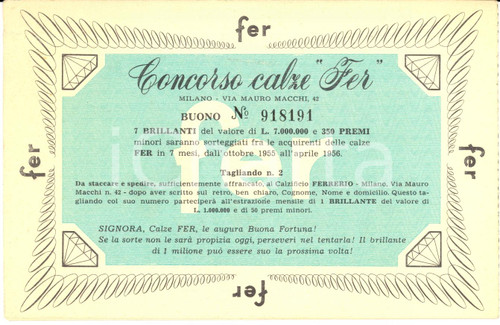 fer
Concorso calze "Fer"
MILANO - VIA MAURO MACCHI, 42
BUONO Nº 918191
7 BRILLANTI del valore di L. 7.000.000 e 350 PREMI
minori saranno sorteggiati fra le acquirenti delle calze
FER in 7 mesi, dall'ottobre 1955 all'aprile 1956.
Tagliando n. 2
Da staccare e spedire, sufficientemente affrancato, al Calzificio FERRERIO - Milano. Via Mauro
Macchi n. 42 - dopo aver scritto sul retro, ben chiaro, Cognome, Nome e domicilio. Questo ta-
gliando col suo numero parteciperà all'estrazione mensile di 1 BRILLANTE del valore di
L. 1.000.000 e di 50 premi minori.
SIGNORA, Calze FER, le augura Buona Fortuna!
Se la sorte non le sarà propizia oggi, perseveri nel tentarla! Il brillante
di 1 milione può essere suo la prossima volta!
fer
fer
fer